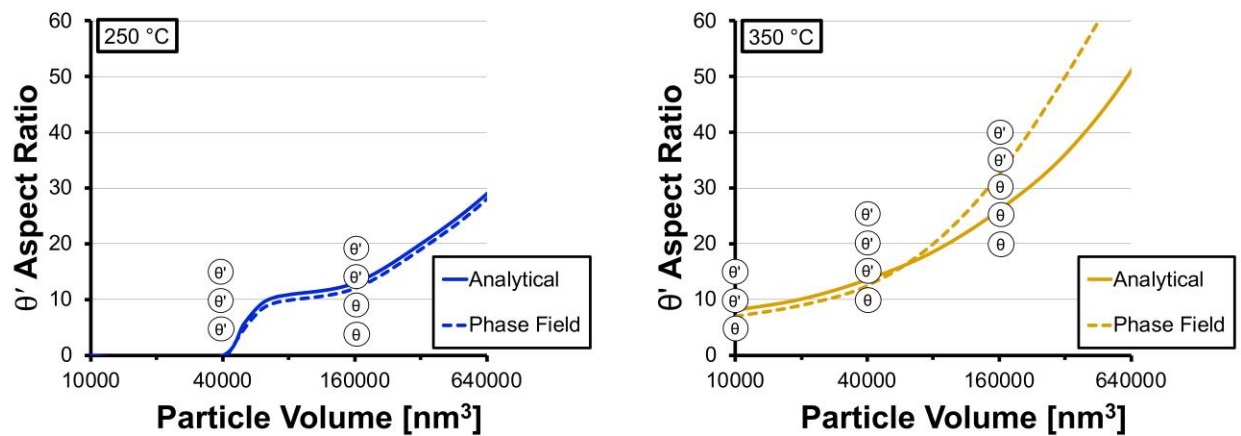 250 °C
θ′ Aspect Ratio
60
50
40
30
20
10
0
θ'
θ'
θ'
θ'
θ'
θ
θ
Analytical
Phase Field
10000
40000
160000
640000
Particle Volume [nm³]
350 °C
θ' Aspect Ratio
60
50
40
30
20
10
0
θ'
θ'
θ
θ'
θ'
θ'
θ
θ'
θ'
θ
θ
θ
Analytical
Phase Field
10000
40000
160000
640000
Particle Volume [nm³]